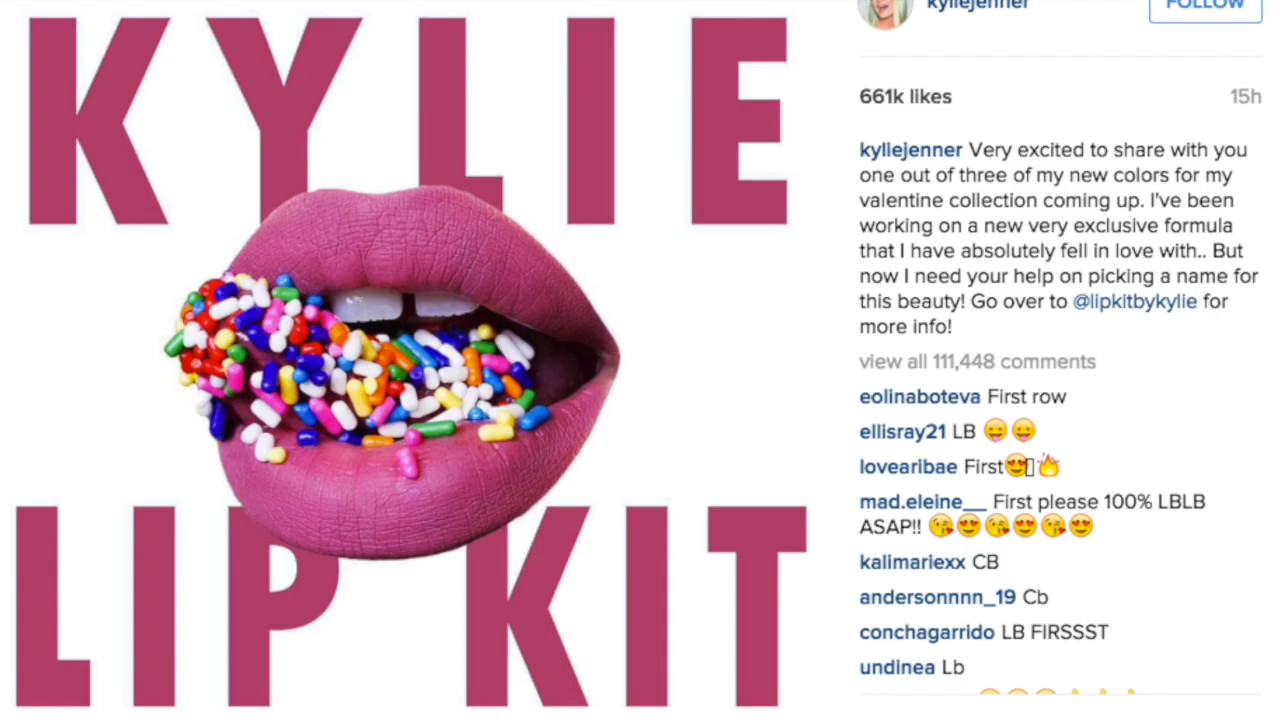 KYLIE
LIP KIT
kyliejenner
FOLLOW
661k likes
15h
kyliejenner Very excited to share with you
one out of three of my new colors for my
valentine collection coming up. I've been
working on a new very exclusive formula
that I have absolutely fell in love with.. But
now I need your help on picking a name for
this beauty! Go over to @lipkitbykylie for
more info!
view all 111,448 comments
eolinaboteva First row
ellisray21 LB 😛😛
lovearibae First😍▯🔥
mad.eleine__ First please 100% LBLB
ASAP!! 😘😍😘😍😘😍
kalimariexx CB
andersonnnn_19 Cb
conchagarrido LB FIRSSST
undinea Lb